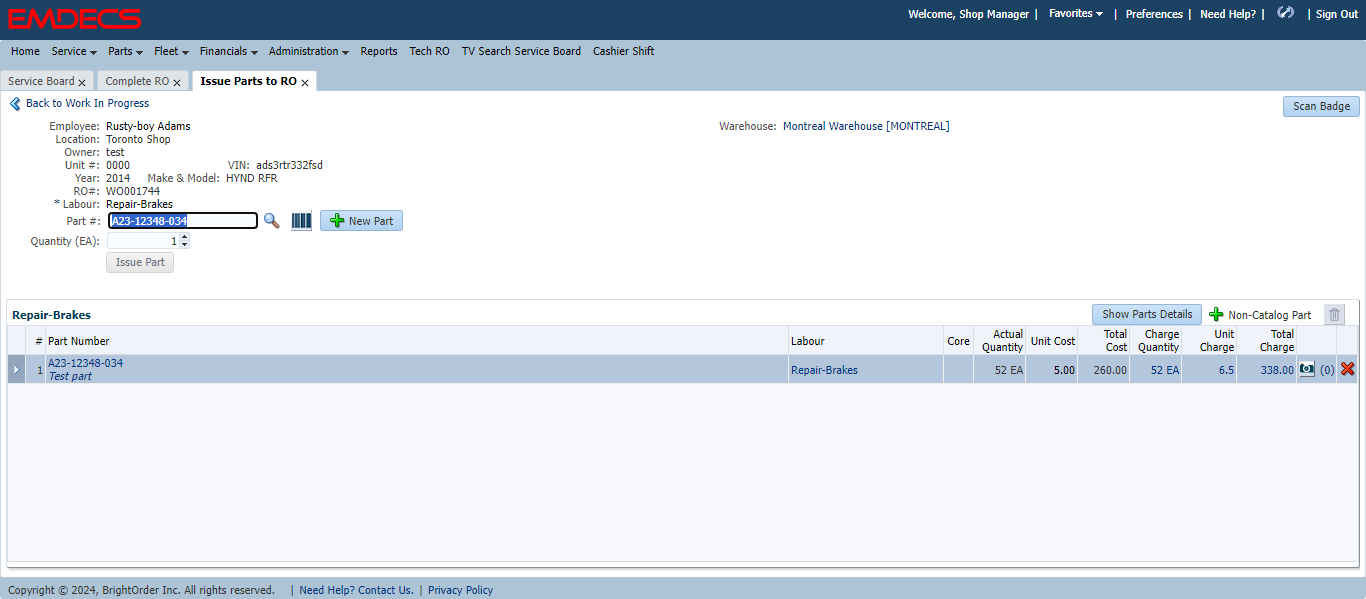 EMDECS
Welcome, Shop Manager | Favorites | Preferences | Need Help? | | Sign Out
Home Service Parts Fleet Financials Administration Reports Tech RO TV Search Service Board Cashier Shift
Service Board x Complete RO x Issue Parts to RO x
Back to Work In Progress
Scan Badge
Employee: Rusty-boy Adams
Warehouse: Montreal Warehouse [MONTREAL]
Location: Toronto Shop
Owner: test
Unit #: 0000 VIN: ads3rtr332fsd
Year: 2014 Make & Model: HYND RFR
RO#: WO001744
* Labour: Repair-Brakes
Part #: A23-12348-034 New Part
Quantity (EA): 1
Issue Part
Repair-Brakes Show Parts Details Non-Catalog Part
# Part Number Labour Core Actual Quantity Unit Cost Total Cost Charge Quantity Unit Charge Total Charge
1 A23-12348-034 Repair-Brakes 52 EA 5.00 260.00 52 EA 6.5 338.00 (0)
Test part
Copyright © 2024, BrightOrder Inc. All rights reserved. | Need Help? Contact Us. | Privacy Policy